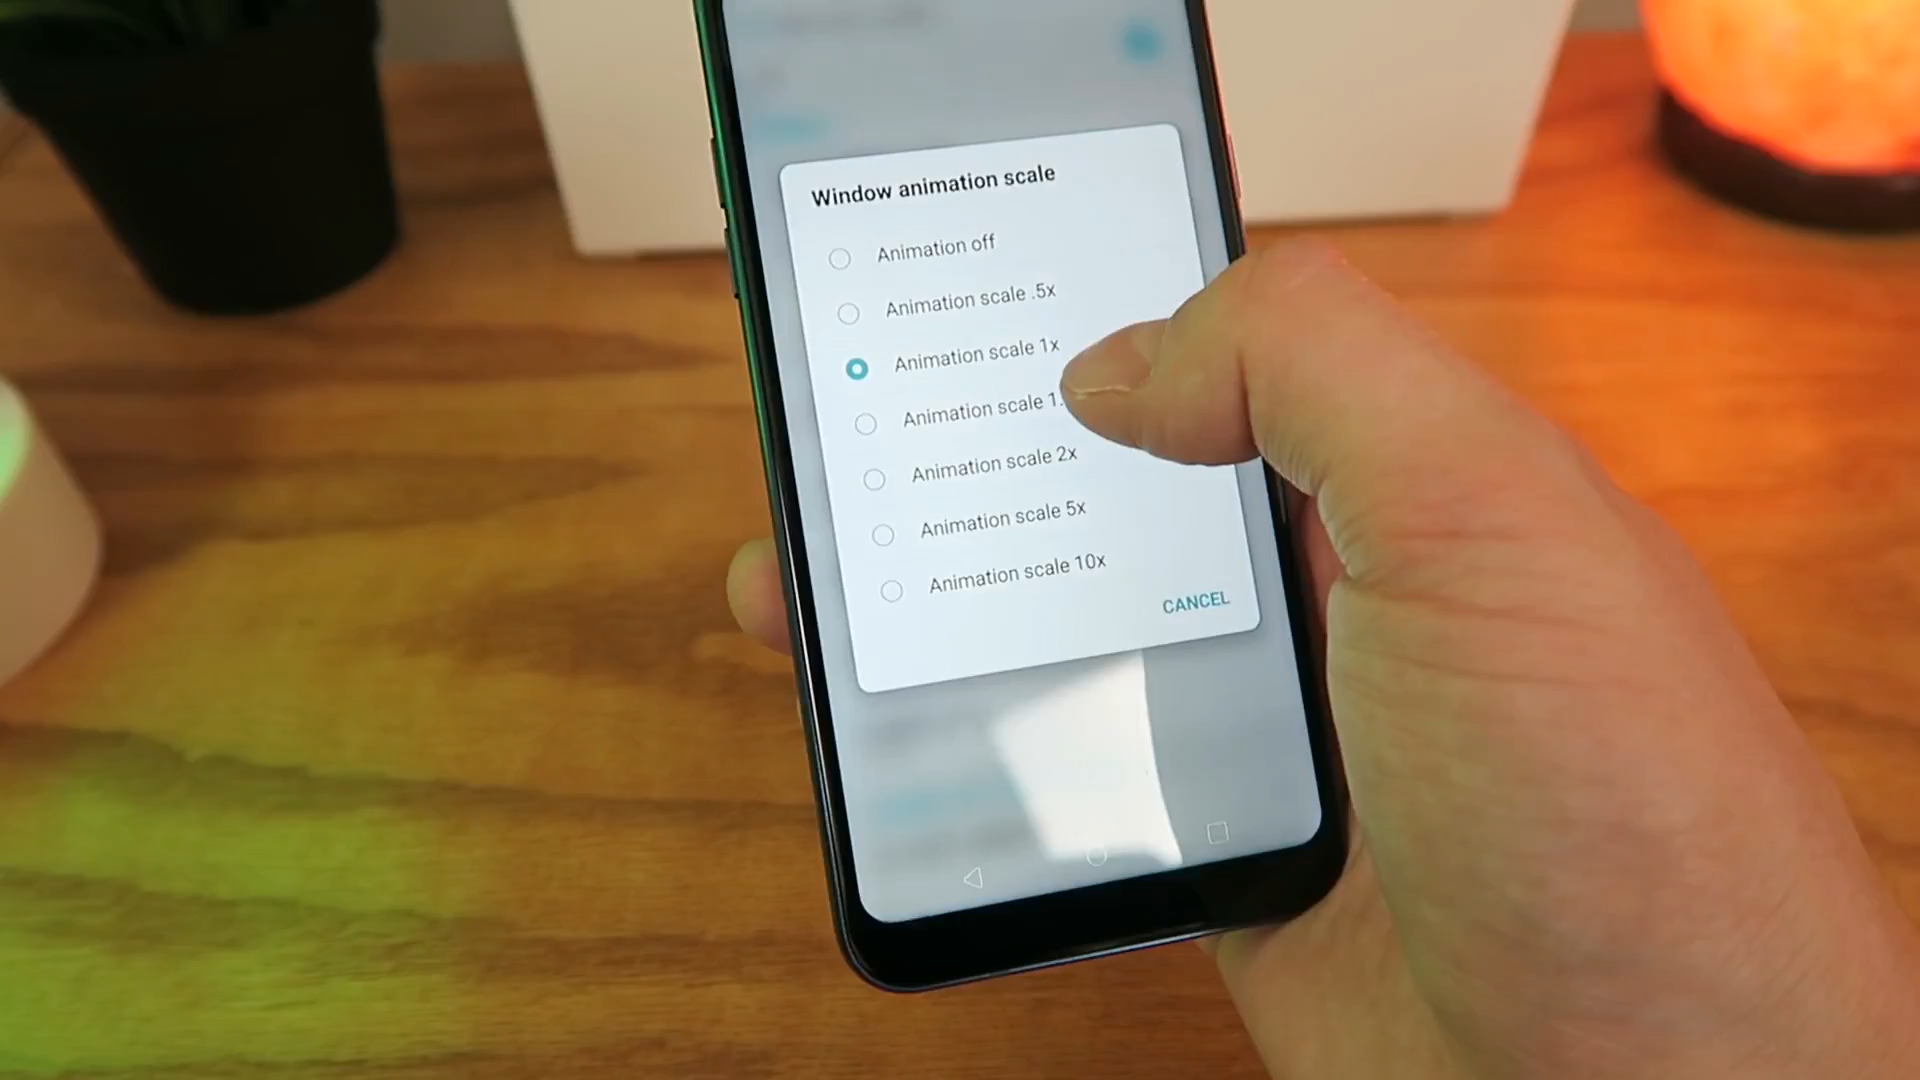 Window animation scale
Animation off
Animation scale .5x
Animation scale 1x
Animation scale 1.
Animation scale 2x
Animation scale 5x
Animation scale 10x
CANCEL